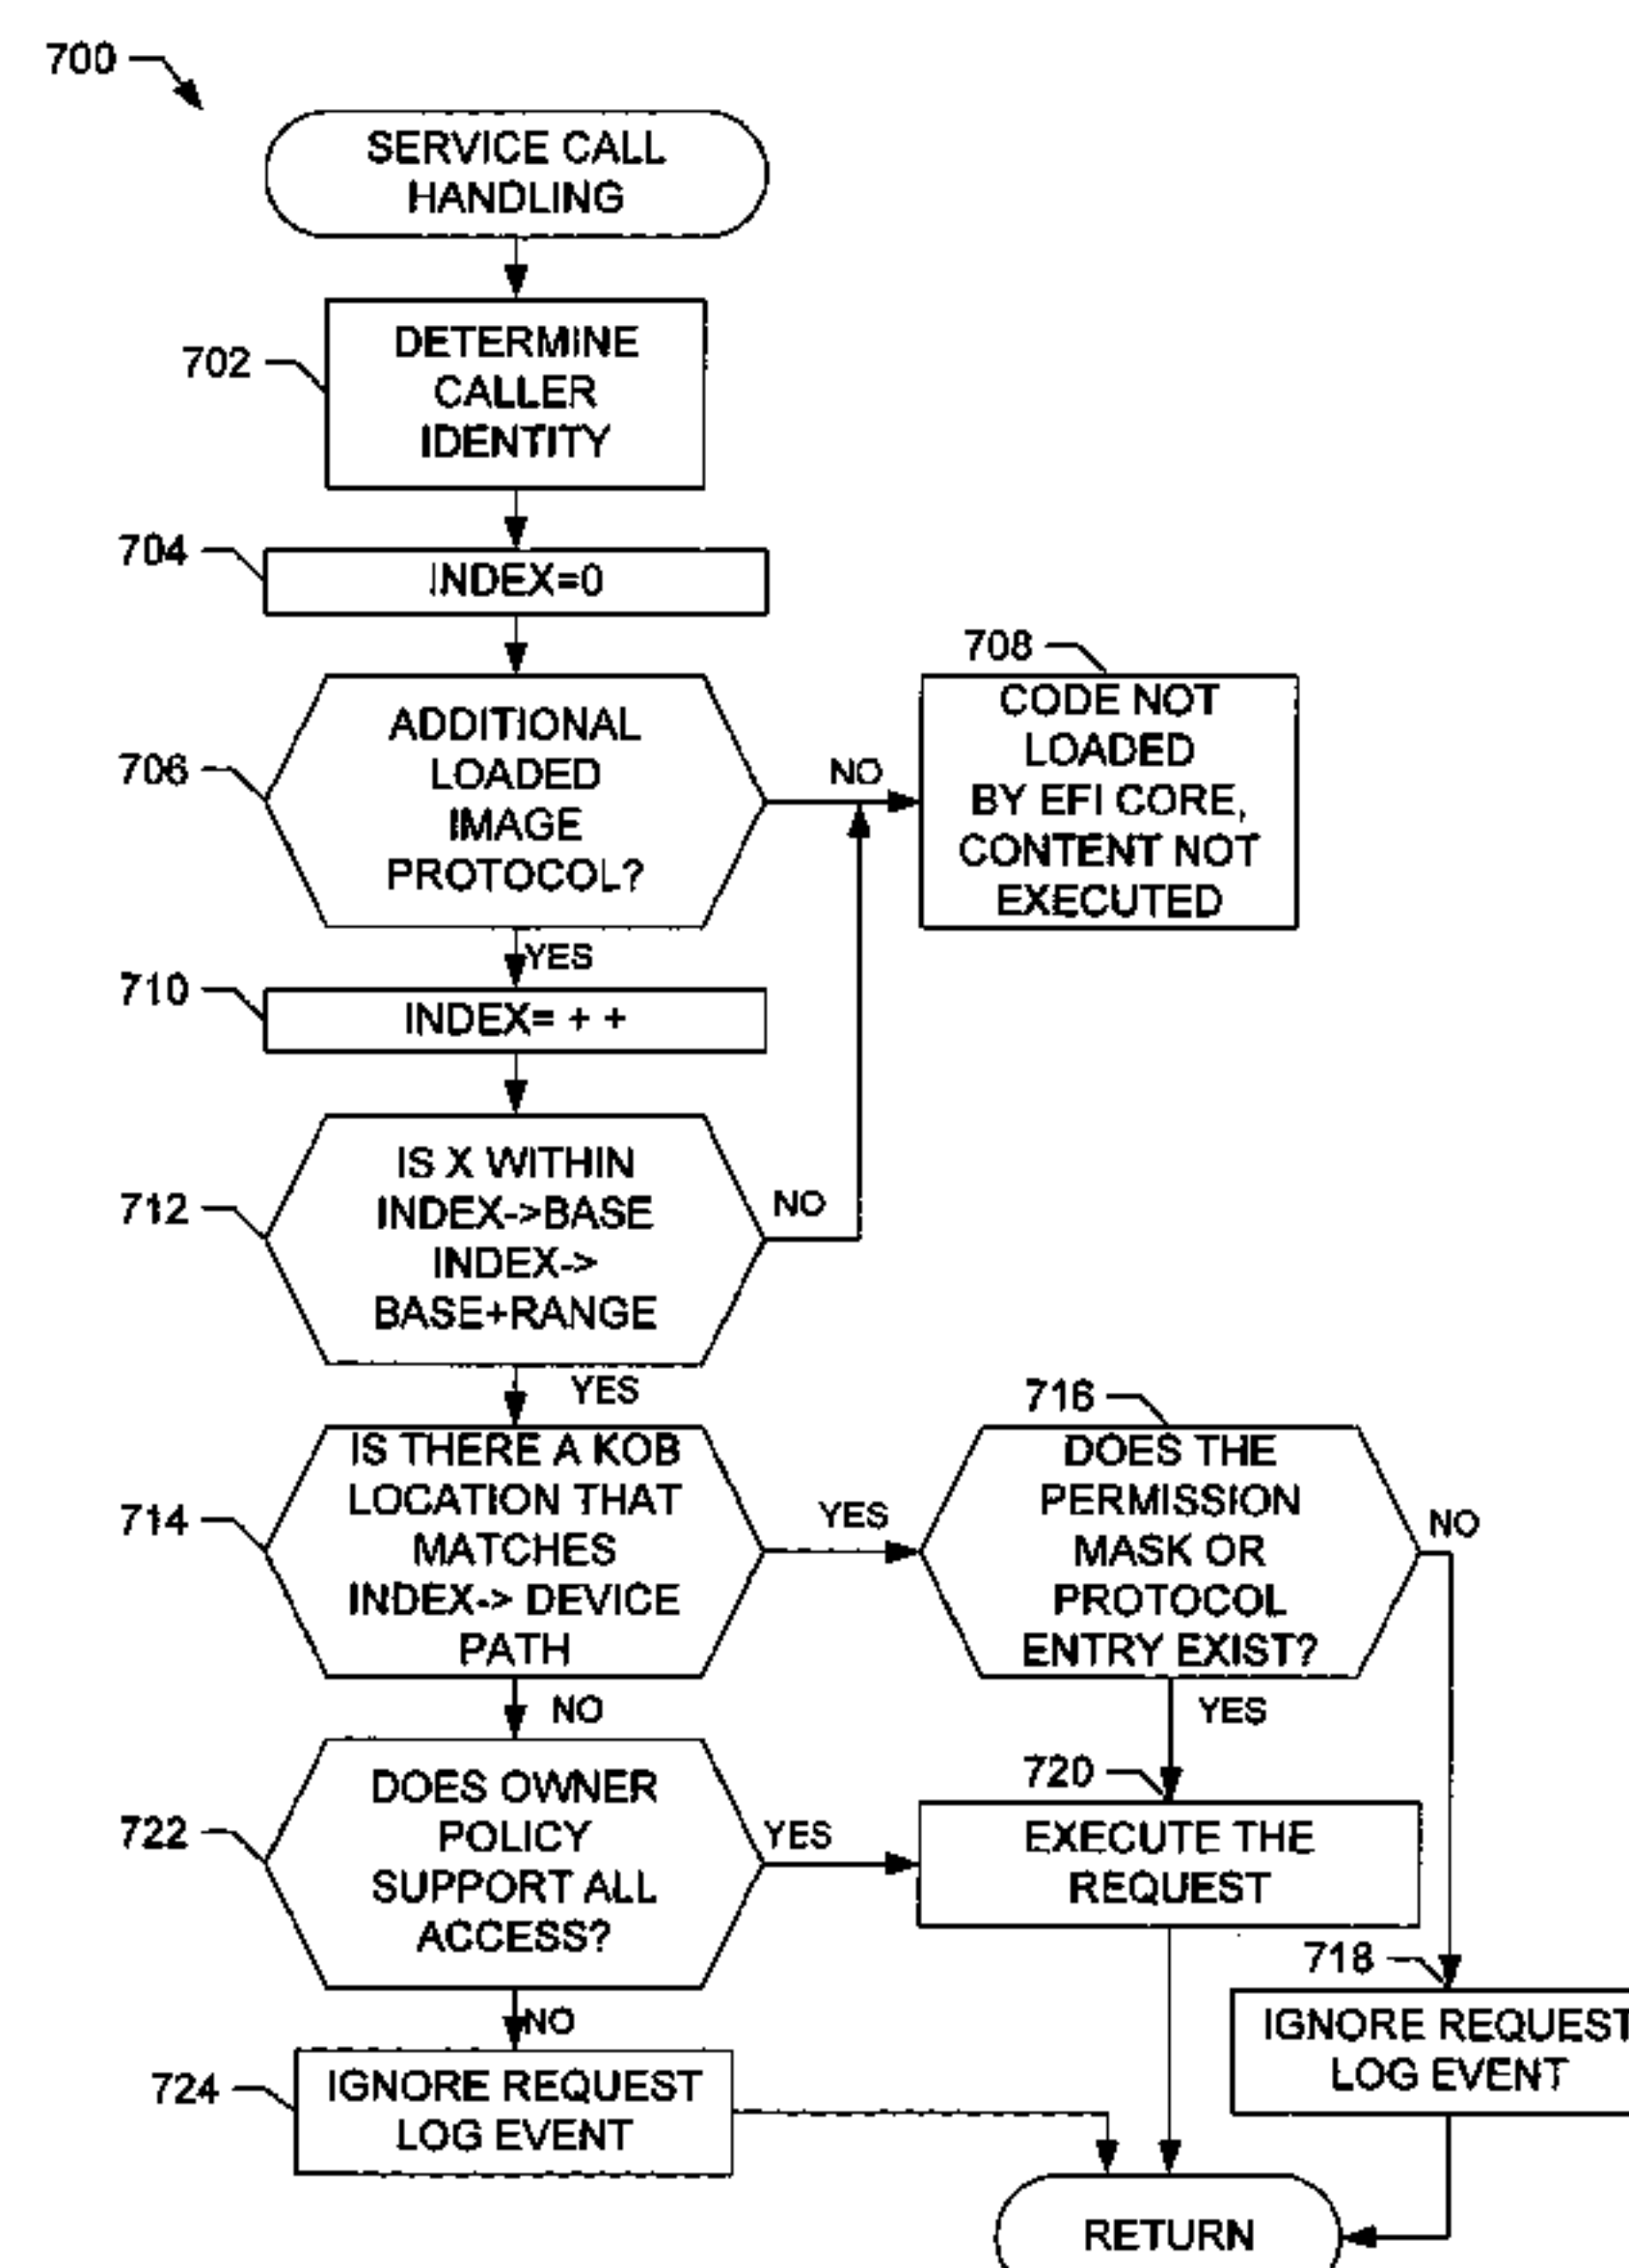 700
SERVICE CALL
HANDLING
702
DETERMINE
CALLER
IDENTITY
704
INDEX=0
706
ADDITIONAL
LOADED
IMAGE
PROTOCOL?
NO
708
CODE NOT
LOADED
BY EFI CORE,
CONTENT NOT
EXECUTED
YES
710
INDEX= + +
712
IS X WITHIN
INDEX->BASE
INDEX->
BASE+RANGE
NO
YES
714
IS THERE A KOB
LOCATION THAT
MATCHES
INDEX-> DEVICE
PATH
YES
716
DOES THE
PERMISSION
MASK OR
PROTOCOL
ENTRY EXIST?
NO
NO
YES
722
DOES OWNER
POLICY
SUPPORT ALL
ACCESS?
YES
720
EXECUTE THE
REQUEST
718
IGNORE REQUEST
LOG EVENT
NO
724
IGNORE REQUEST
LOG EVENT
RETURN